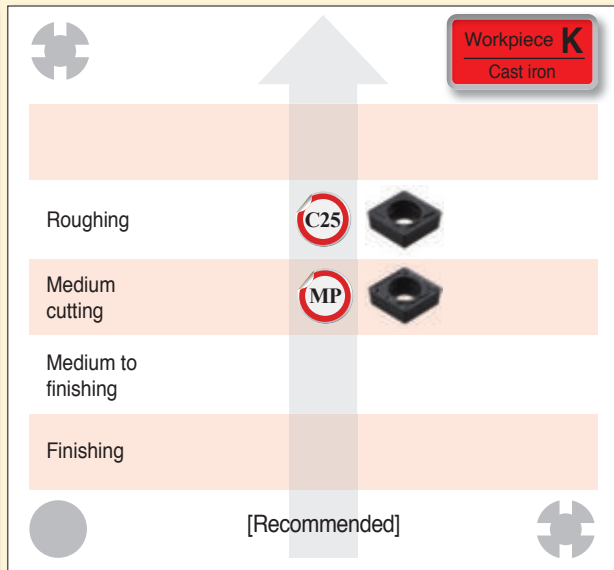 Workpiece K
Cast iron
Roughing
C25
Medium
cutting
MP
Medium to
finishing
Finishing
[Recommended]